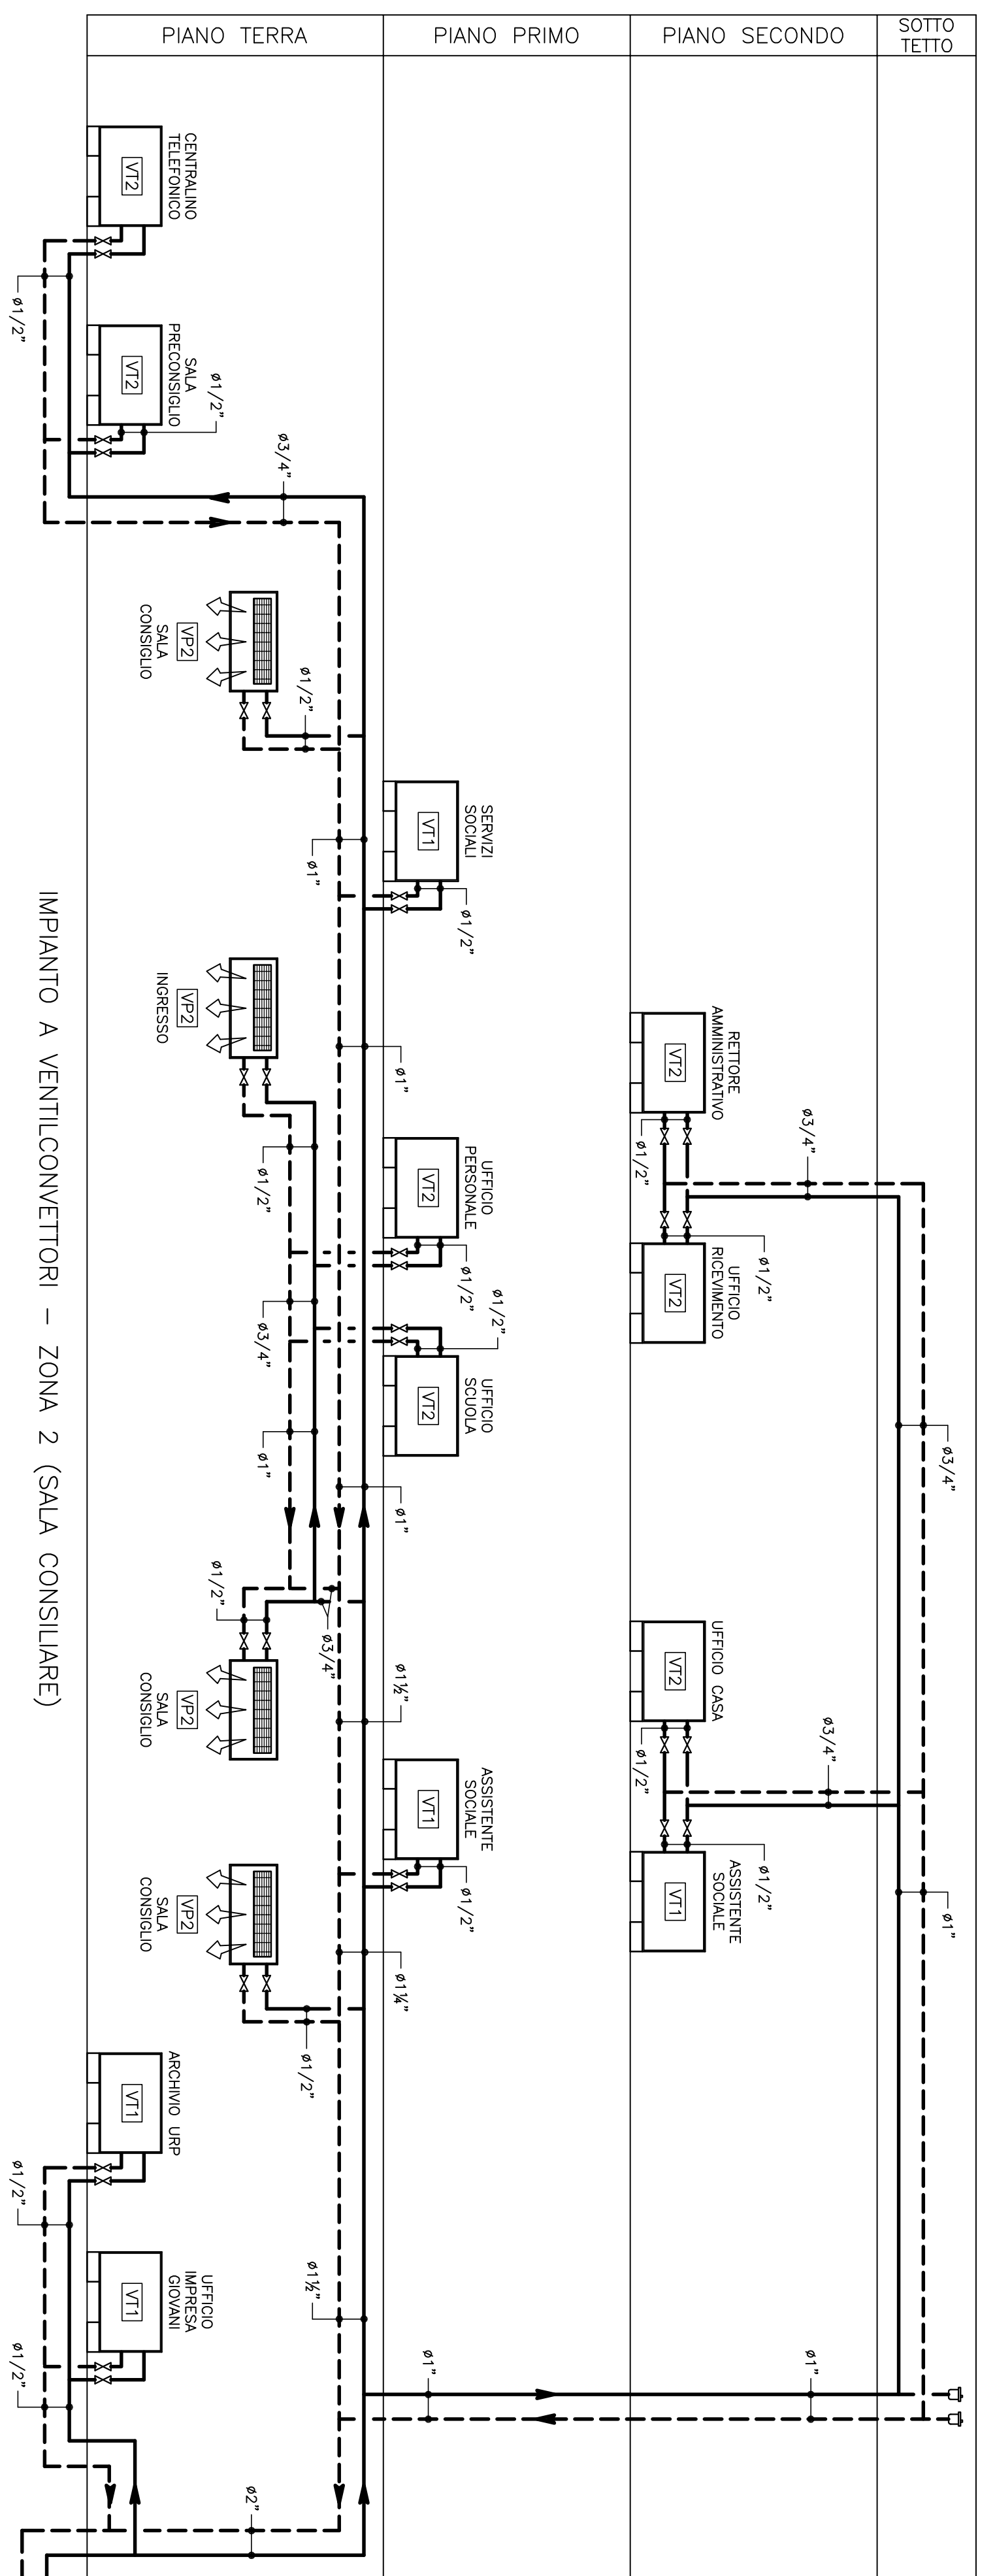 SOTTO
TETTO
ø3/4"
ø1"
PIANO SECONDO
RETTORE
AMMINISTRATIVO
VT2
ø1/2"
ø3/4"
ø1/2"
UFFICIO
RICEVIMENTO
VT2
UFFICIO CASA
VT2
ø1/2"
ø3/4"
ø1/2"
ASSISTENTE
SOCIALE
VT1
ø1"
PIANO PRIMO
SERVIZI
SOCIALI
VT1
ø1/2"
ø1"
UFFICIO
PERSONALE
VT2
ø1/2"
ø1/2"
UFFICIO
SCUOLA
VT2
ø1"
ø1½"
ASSISTENTE
SOCIALE
VT1
ø1/2"
ø1¼"
ø1"
PIANO TERRA
CENTRALINO
TELEFONICO
VT2
ø1/2"
SALA
PRECONSIGLIO
VT2
ø1/2"
ø3/4"
VP2
SALA
CONSIGLIO
ø1/2"
ø1"
VP2
INGRESSO
ø1/2"
ø3/4"
ø1"
ø1/2"
ø3/4"
VP2
SALA
CONSIGLIO
VP2
SALA
CONSIGLIO
ø1/2"
ARCHIVIO URP
VT1
ø1/2"
UFFICIO
IMPRESA
GIOVANI
VT1
ø1/2"
ø1½"
ø2"
IMPIANTO A VENTILCONVETTORI – ZONA 2 (SALA CONSILIARE)